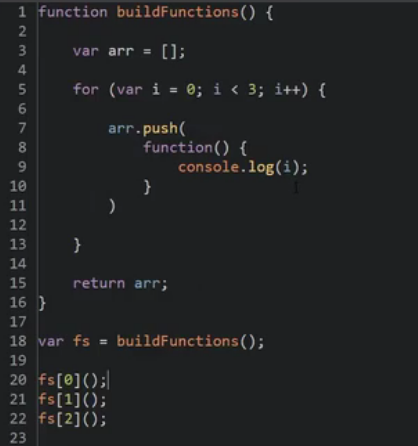 1 function buildFunctions() {
2
3     var arr = [];
4
5     for (var i = 0; i < 3; i++) {
6
7         arr.push(
8             function() {
9                 console.log(i);
10             }
11         )
12
13     }
14
15     return arr;
16 }
17
18 var fs = buildFunctions();
19
20 fs[0]();
21 fs[1]();
22 fs[2]();
23